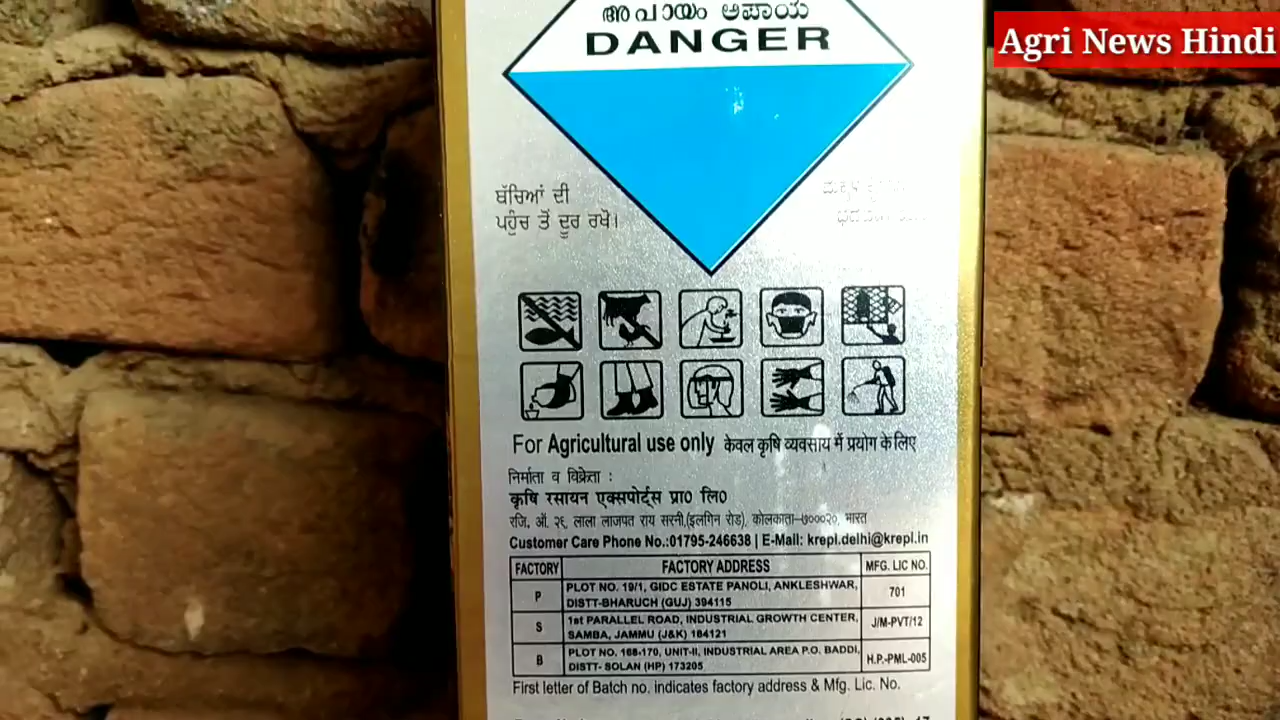 Agri News Hindi
അപായം ಅಪಾಯ
DANGER
ਬੱਚਿਆਂ ਦੀ
ਪਹੁੰਚ ਤੋਂ ਦੂਰ ਰਖੋ।
For Agricultural use only केवल कृषि व्यवसाय में प्रयोग के लिए
निर्माता व विक्रेता :
कृषि रसायन एक्सपोर्ट्स प्रा० लि०
रजि. ऑ. २६, लाला लाजपत राय सरनी,(इलगिन रोड), कोलकाता–७०००२०, भारत
Customer Care Phone No.:01795-246638 | E-Mail: krepl.delhi@krepl.in
FACTORY FACTORY ADDRESS MFG. LIC NO.
P PLOT NO. 19/1, GIDC ESTATE PANOLI, ANKLESHWAR, 701
DISTT-BHARUCH (GUJ) 394115
S 1st PARALLEL ROAD, INDUSTRIAL GROWTH CENTER, J/M-PVT/12
SAMBA, JAMMU (J&K) 184121
B PLOT NO. 168-170, UNIT-II, INDUSTRIAL AREA P.O. BADDI, H.P.-PML-005
DISTT- SOLAN (HP) 173205
First letter of Batch no. indicates factory address & Mfg. Lic. No.